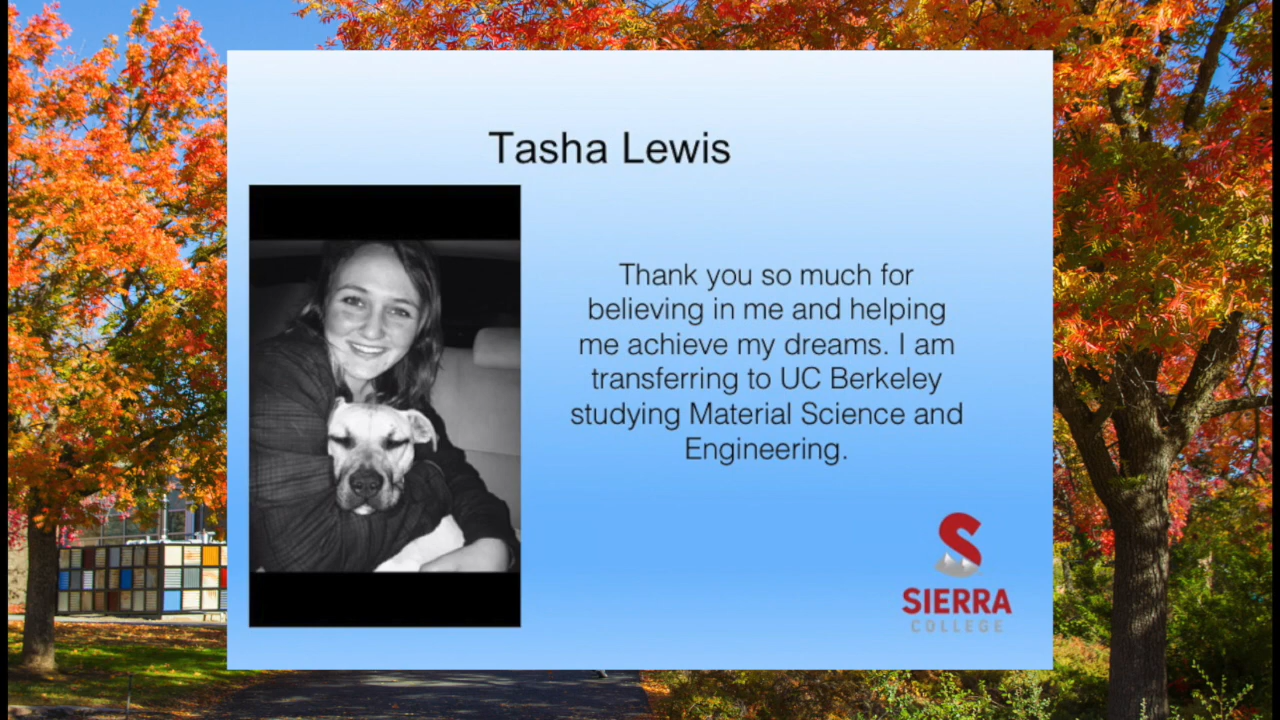 Tasha Lewis
Thank you so much for
believing in me and helping
me achieve my dreams. I am
transferring to UC Berkeley
studying Material Science and
Engineering.
SIERRA
COLLEGE